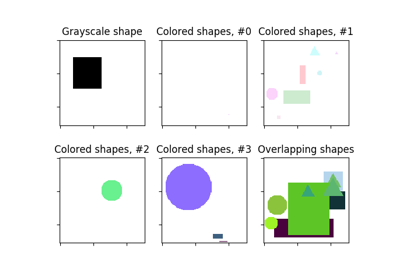 Grayscale shape
Colored shapes, #0
Colored shapes, #1
Colored shapes, #2
Colored shapes, #3
Overlapping shapes